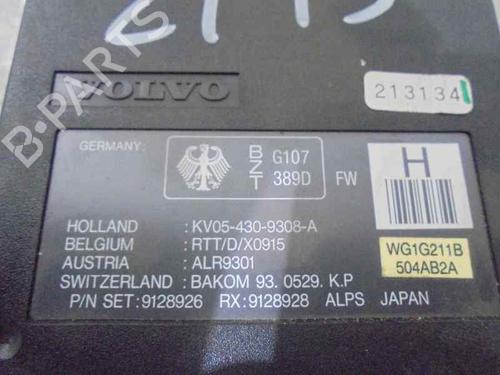 B-PARTS
VOLVO
213134
GERMANY:
BZT
G107
389D
FW
H
HOLLAND : KV05-430-9308-A
BELGIUM : RTT/D/X0915
AUSTRIA : ALR9301
SWITZERLAND : BAKOM 93. 0529. K.P
WG1G211B
504AB2A
P/N SET: 9128926 RX: 9128928 ALPS JAPAN